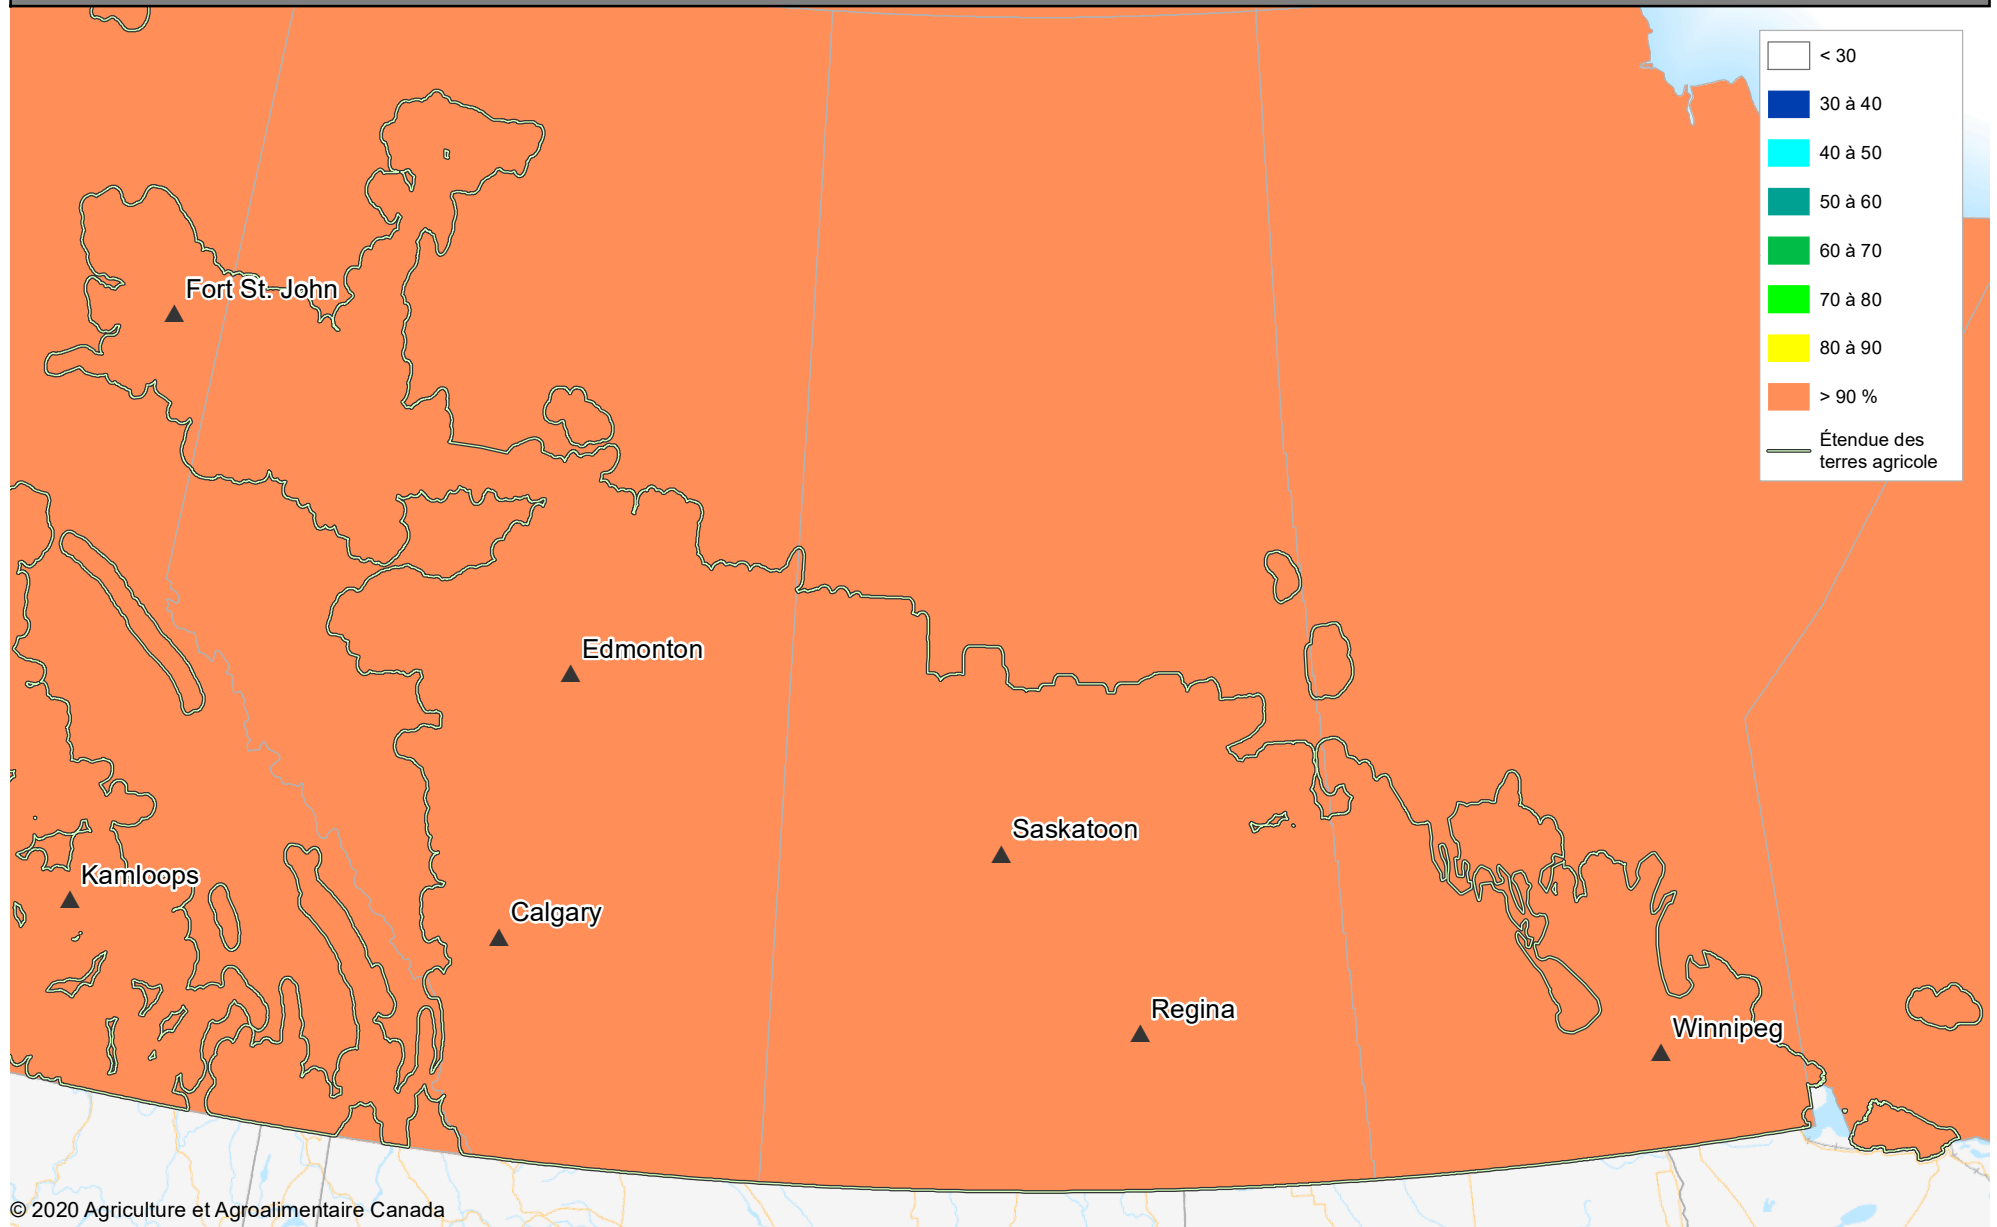 < 30
30 à 40
40 à 50
50 à 60
60 à 70
70 à 80
80 à 90
> 90 %
Étendue des
terres agricole
Fort St. John
Edmonton
Saskatoon
Kamloops
Calgary
Regina
Winnipeg
© 2020 Agriculture et Agroalimentaire Canada